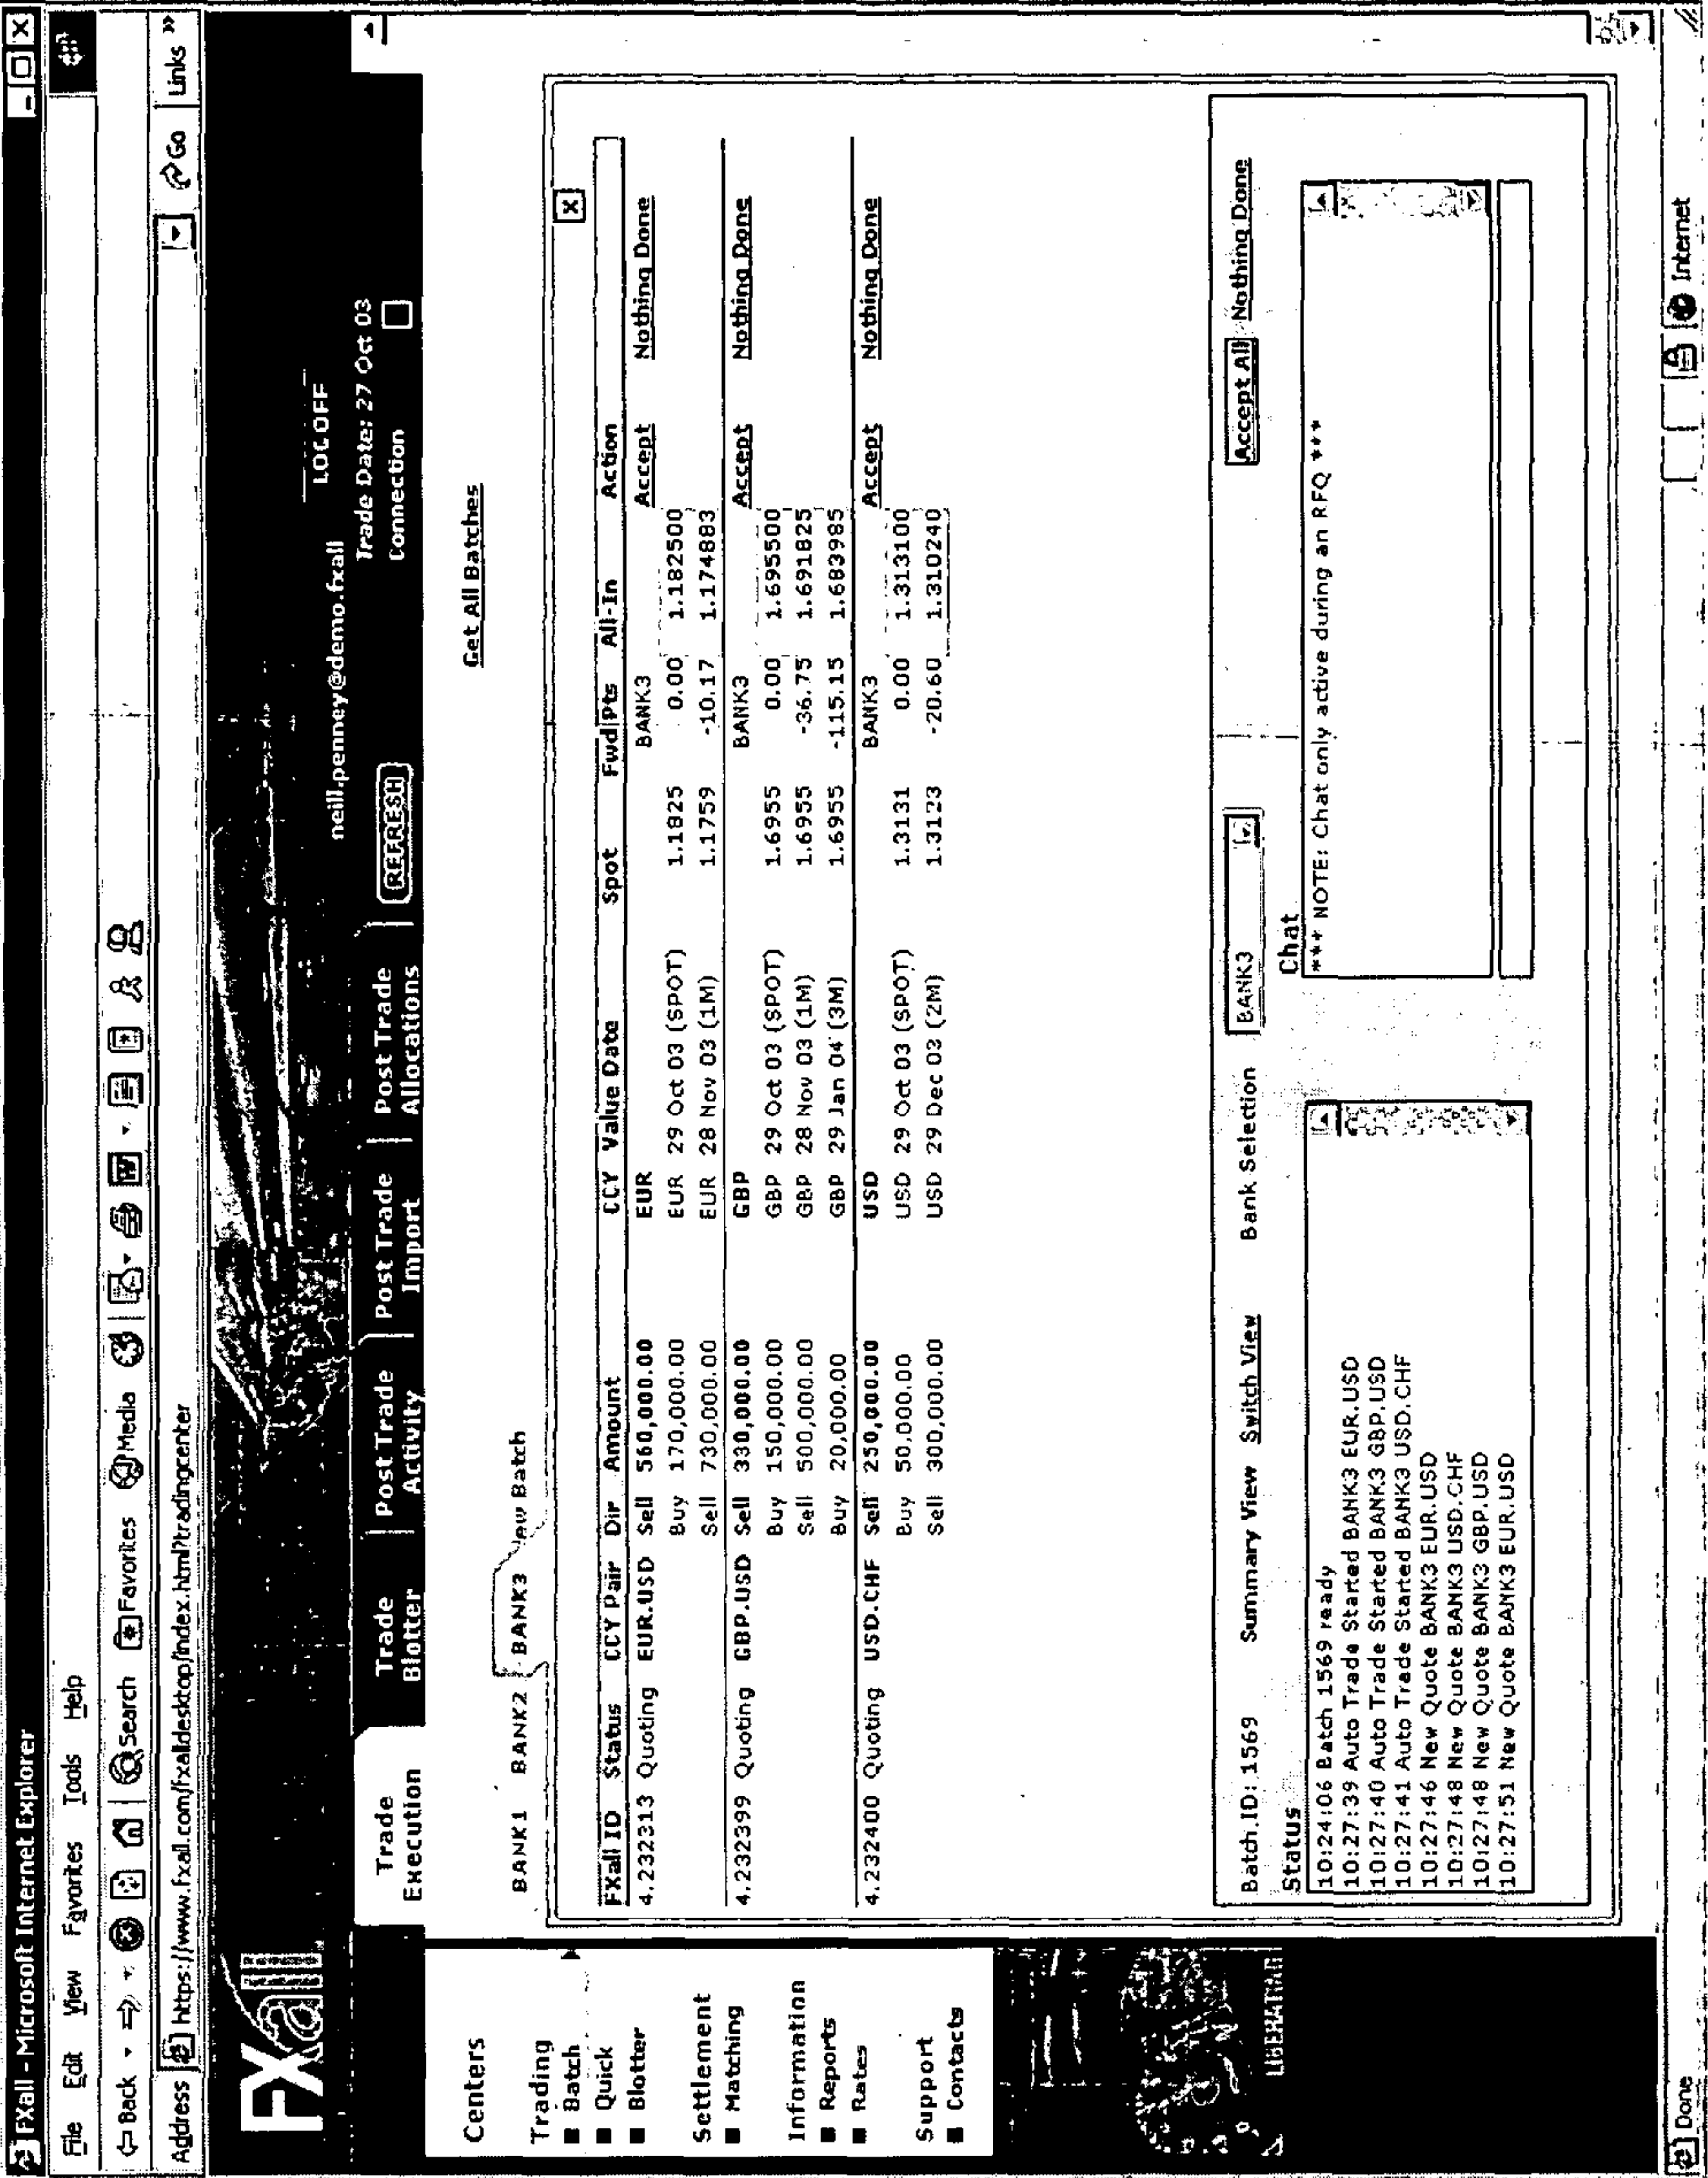 FXall - Microsoft Internet Explorer
File Edit View Favorites Tools Help
Back Search Favorites Media
Address https://www.fxall.com/fxalldesktop/index.html?tradingcenter Go Links »
FXall
neill.penney@demo.fxall LOGOFF
Trade Date: 27 Oct 03
Trade Execution Trade Blotter Post Trade Activity Post Trade Import Post Trade Allocations REFRESH Connection
Centers
Trading
Batch
Quick
Blotter
Settlement
Matching
Information
Reports
Rates
Support
Contacts
LIBERATION
Get All Batches
BANK1 BANK2 BANK3 New Batch
FXall ID Status CCY Pair Dir Amount CCY Value Date Spot Fwd Pts All-In Action
4.232313 Quoting EUR.USD Sell 560,000.00 EUR BANK3 Accept Nothing Done
Buy 170,000.00 EUR 29 Oct 03 (SPOT) 1.1825 0.00 1.182500
Sell 730,000.00 EUR 28 Nov 03 (1M) 1.1759 -10.17 1.174883
4.232399 Quoting GBP.USD Sell 330,000.00 GBP BANK3 Accept Nothing Done
Buy 150,000.00 GBP 29 Oct 03 (SPOT) 1.6955 0.00 1.695500
Sell 500,000.00 GBP 28 Nov 03 (1M) 1.6955 -36.75 1.691825
Buy 20,000.00 GBP 29 Jan 04 (3M) 1.6955 -115.15 1.683985
4.232400 Quoting USD.CHF Sell 250,000.00 USD BANK3 Accept Nothing Done
Buy 50,000.00 USD 29 Oct 03 (SPOT) 1.3131 0.00 1.313100
Sell 300,000.00 USD 29 Dec 03 (2M) 1.3123 -20.60 1.310240
Batch.ID: 1569 Summary View Switch View Bank Selection BANK3 Accept All Nothing Done
Status
10:24:06 Batch 1569 ready
10:27:39 Auto Trade Started BANK3 EUR.USD
10:27:40 Auto Trade Started BANK3 GBP.USD
10:27:41 Auto Trade Started BANK3 USD.CHF
10:27:46 New Quote BANK3 EUR.USD
10:27:48 New Quote BANK3 USD.CHF
10:27:48 New Quote BANK3 GBP.USD
10:27:51 New Quote BANK3 EUR.USD
Chat
*** NOTE: Chat only active during an RFQ ***
Done Internet